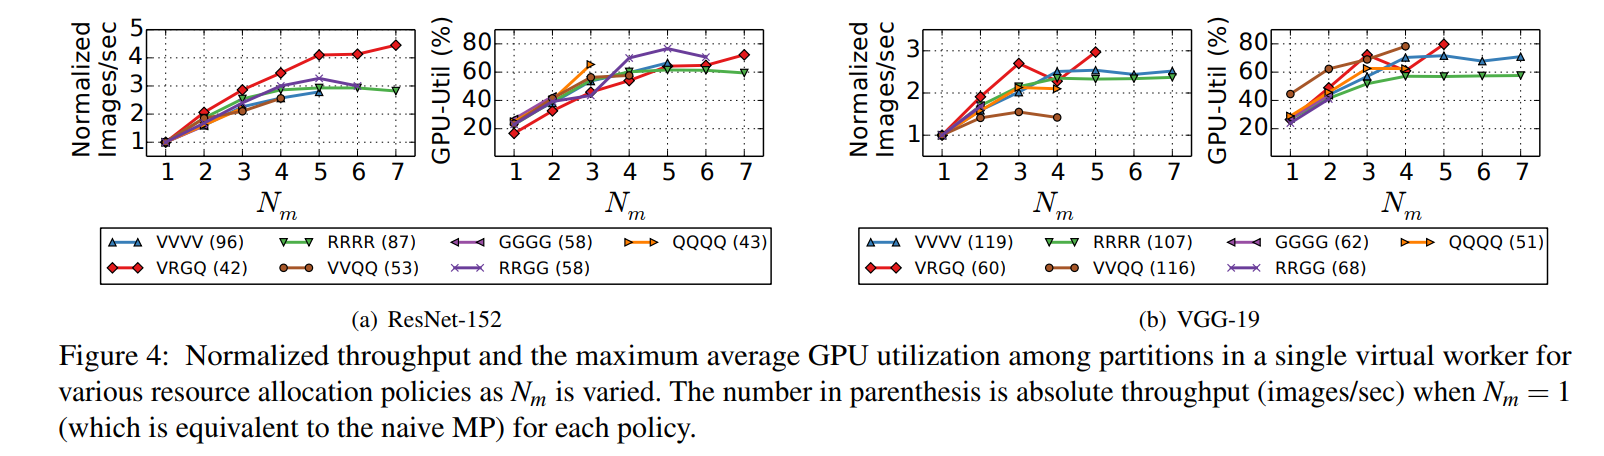 Normalized
Images/sec
5
4
3
2
1
1 2 3 4 5 6 7
N_m
GPU-Util (%)
80
60
40
20
1 2 3 4 5 6 7
N_m
VVVV (96) RRRR (87) GGGG (58) QQQQ (43)
VRGQ (42) VVQQ (53) RRGG (58)
(a) ResNet-152
Normalized
Images/sec
3
2
1
1 2 3 4 5 6 7
N_m
GPU-Util (%)
80
60
40
20
1 2 3 4 5 6 7
N_m
VVVV (119) RRRR (107) GGGG (62) QQQQ (51)
VRGQ (60) VVQQ (116) RRGG (68)
(b) VGG-19
Figure 4: Normalized throughput and the maximum average GPU utilization among partitions in a single virtual worker for
various resource allocation policies as N_m is varied. The number in parenthesis is absolute throughput (images/sec) when N_m = 1
(which is equivalent to the naive MP) for each policy.